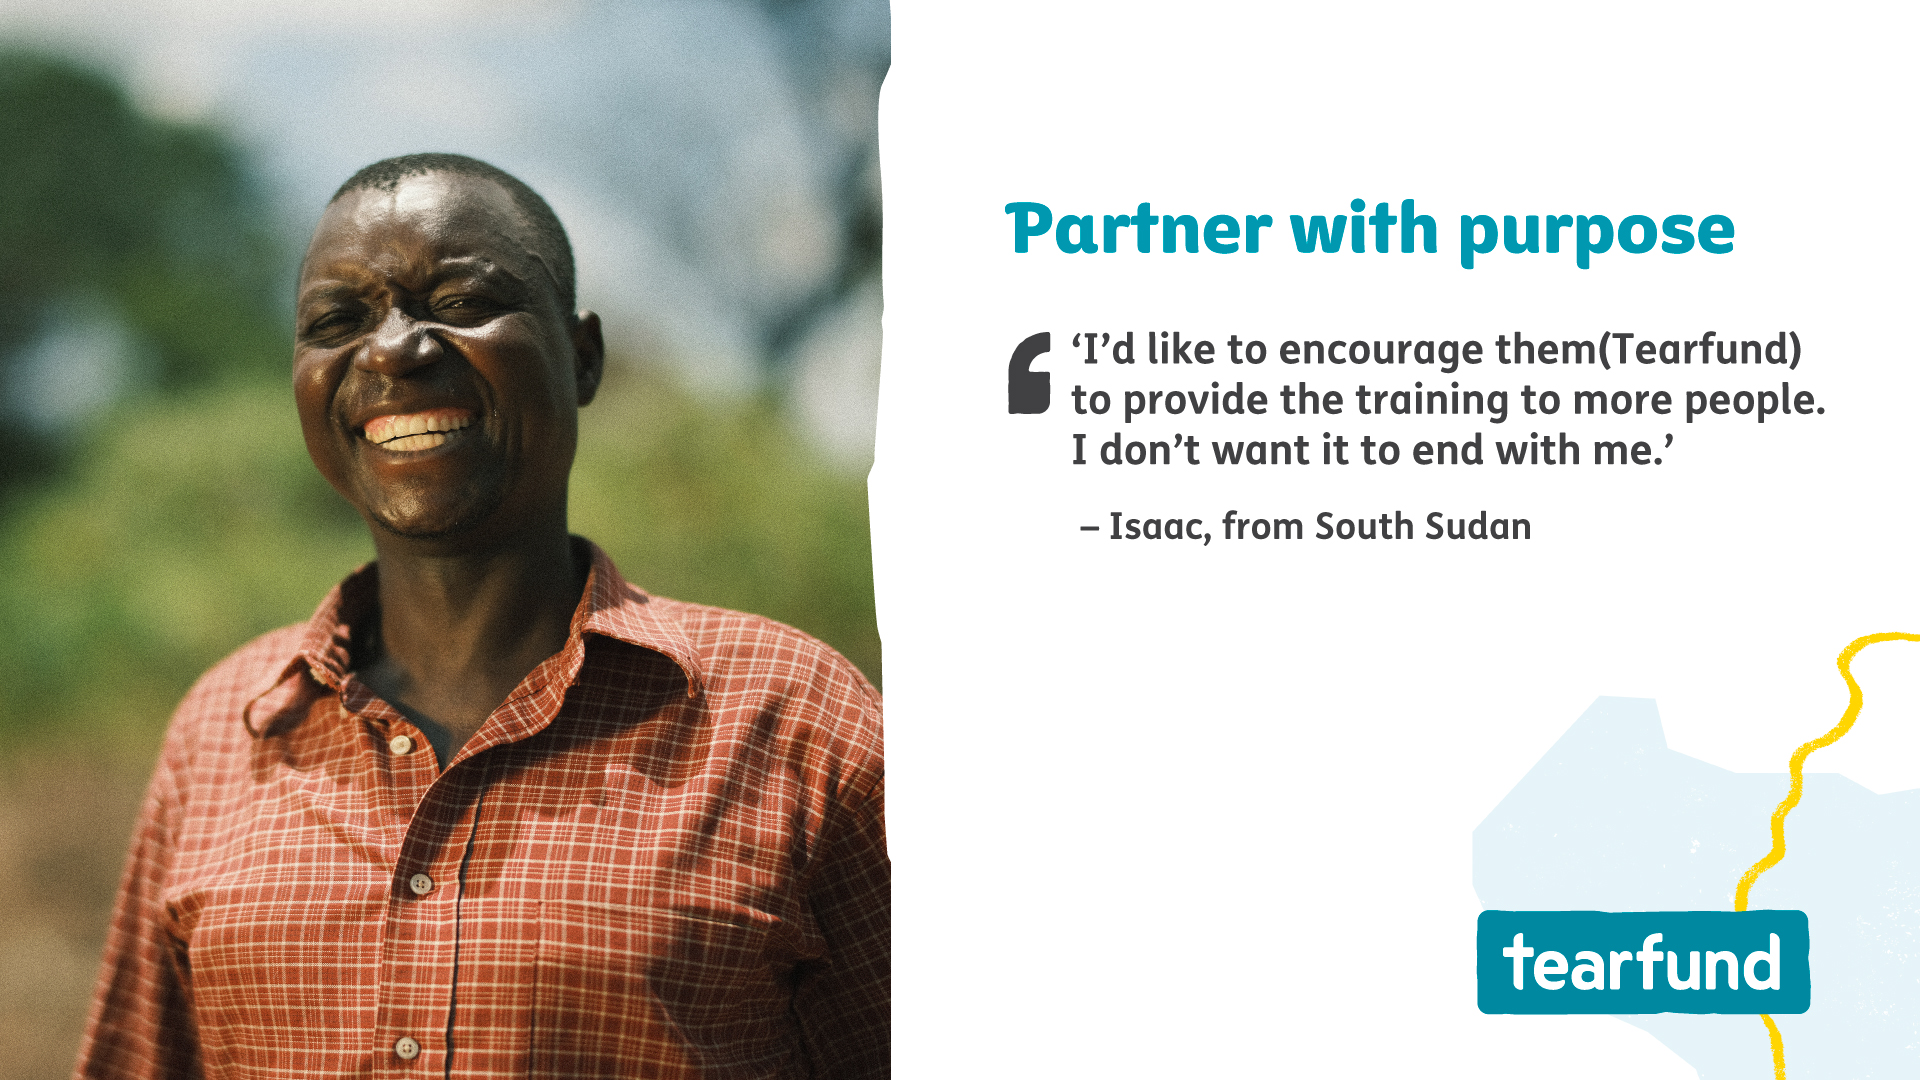 Partner with purpose
‘I’d like to encourage them(Tearfund)
to provide the training to more people.
I don’t want it to end with me.’
– Isaac, from South Sudan
tearfund